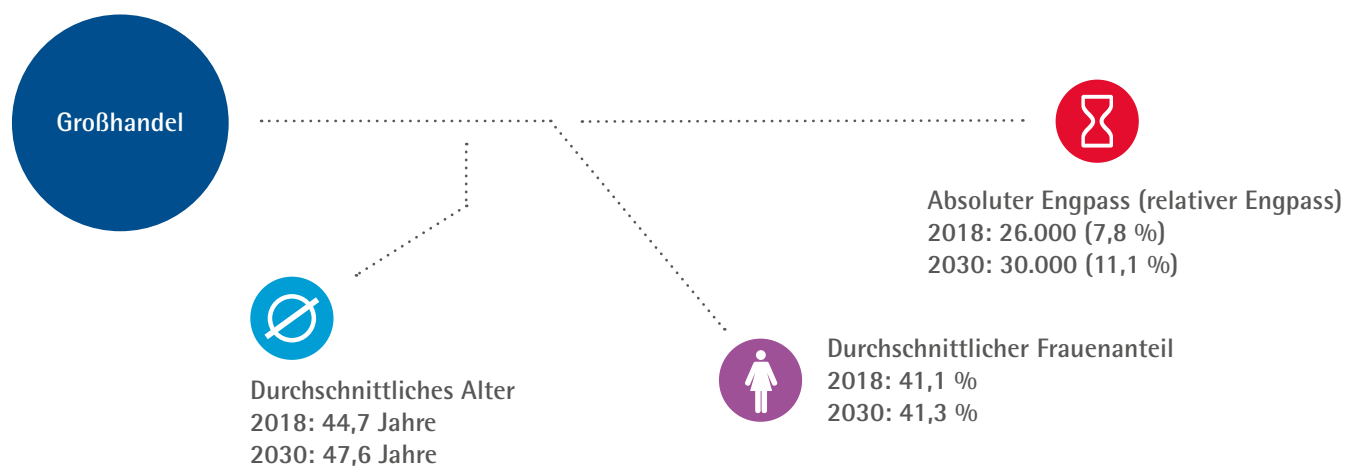 Großhandel
Absoluter Engpass (relativer Engpass)
2018: 26.000 (7,8 %)
2030: 30.000 (11,1 %)
Durchschnittlicher Frauenanteil
2018: 41,1 %
2030: 41,3 %
Durchschnittliches Alter
2018: 44,7 Jahre
2030: 47,6 Jahre